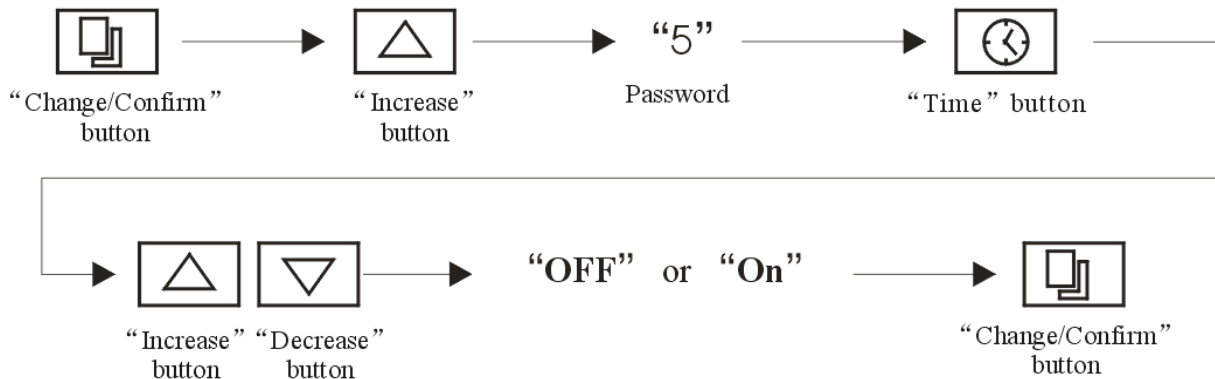 “5”
“Change/Confirm” button
“Increase” button
Password
“Time” button
“OFF” or “On”
“Increase” button
“Decrease” button
“Change/Confirm” button